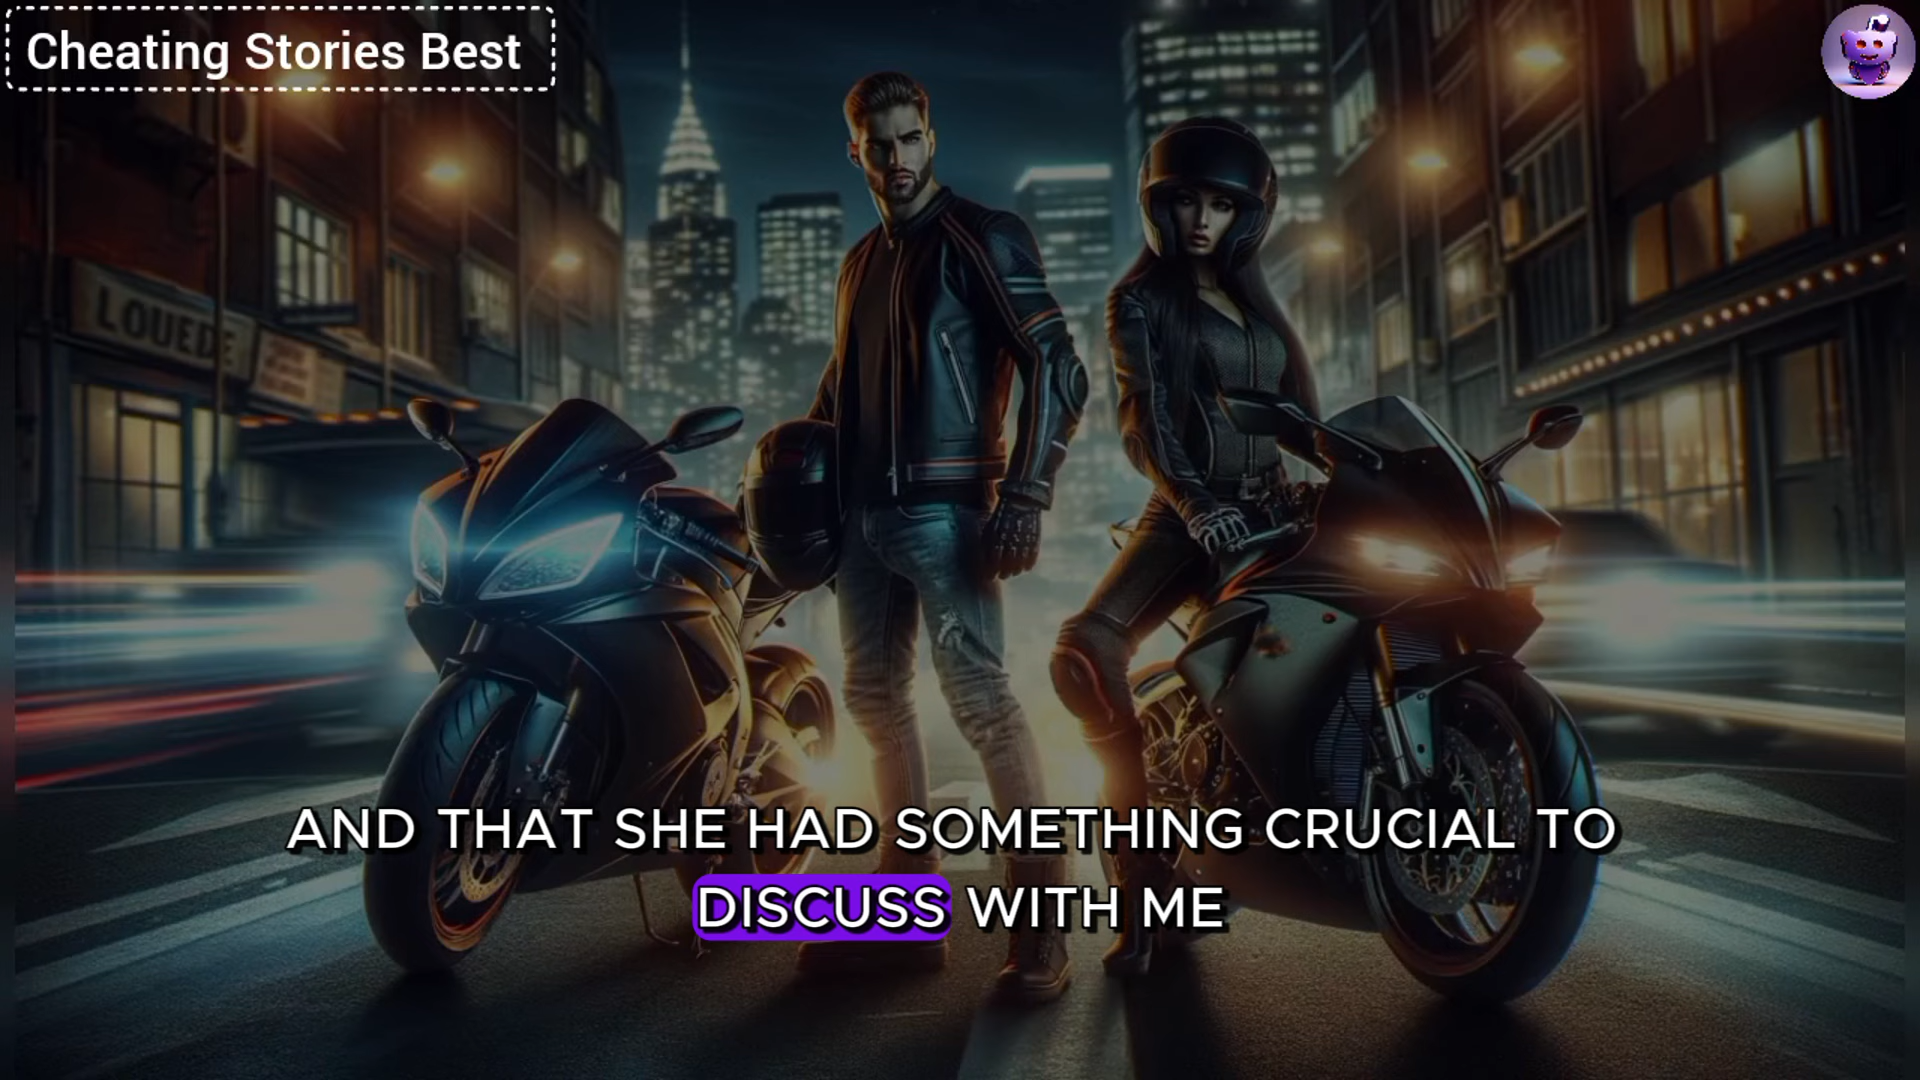 Cheating Stories Best
LOUEDE
AND THAT SHE HAD SOMETHING CRUCIAL TO
DISCUSS WITH ME